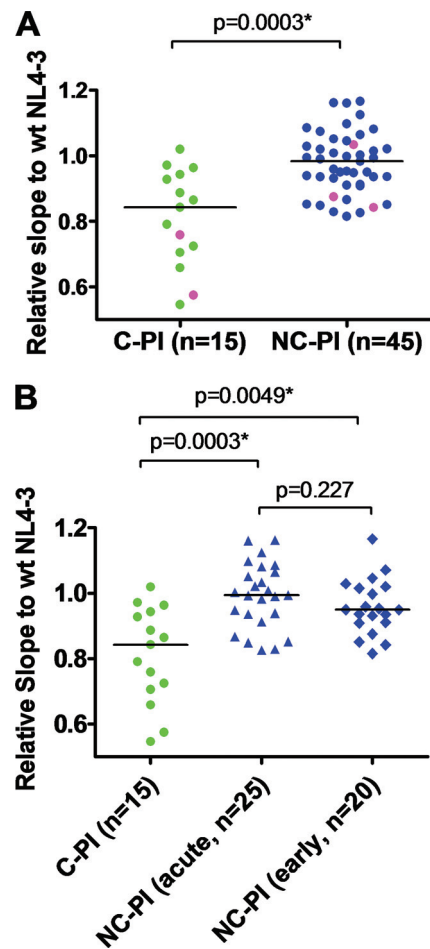 A
p=0.0003*
Relative slope to wt NL4-3
1.2
1.0
0.8
0.6
C-PI (n=15)
NC-PI (n=45)
B
p=0.0049*
p=0.0003*
p=0.227
Relative Slope to wt NL4-3
1.2
1.0
0.8
0.6
C-PI (n=15)
NC-PI (acute, n=25)
NC-PI (early, n=20)